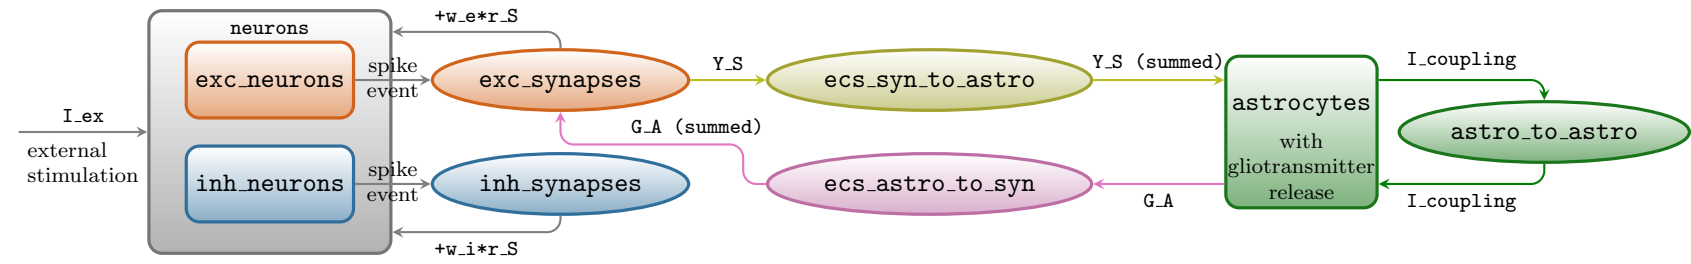 I_ex
external
stimulation
neurons
exc_neurons
inh_neurons
spike
event
spike
event
+w_e*r_S
exc_synapses
inh_synapses
+w_i*r_S
Y_S
G_A (summed)
ecs_syn_to_astro
ecs_astro_to_syn
Y_S (summed)
G_A
astrocytes
with
gliotransmitter
release
I_coupling
astro_to_astro
I_coupling